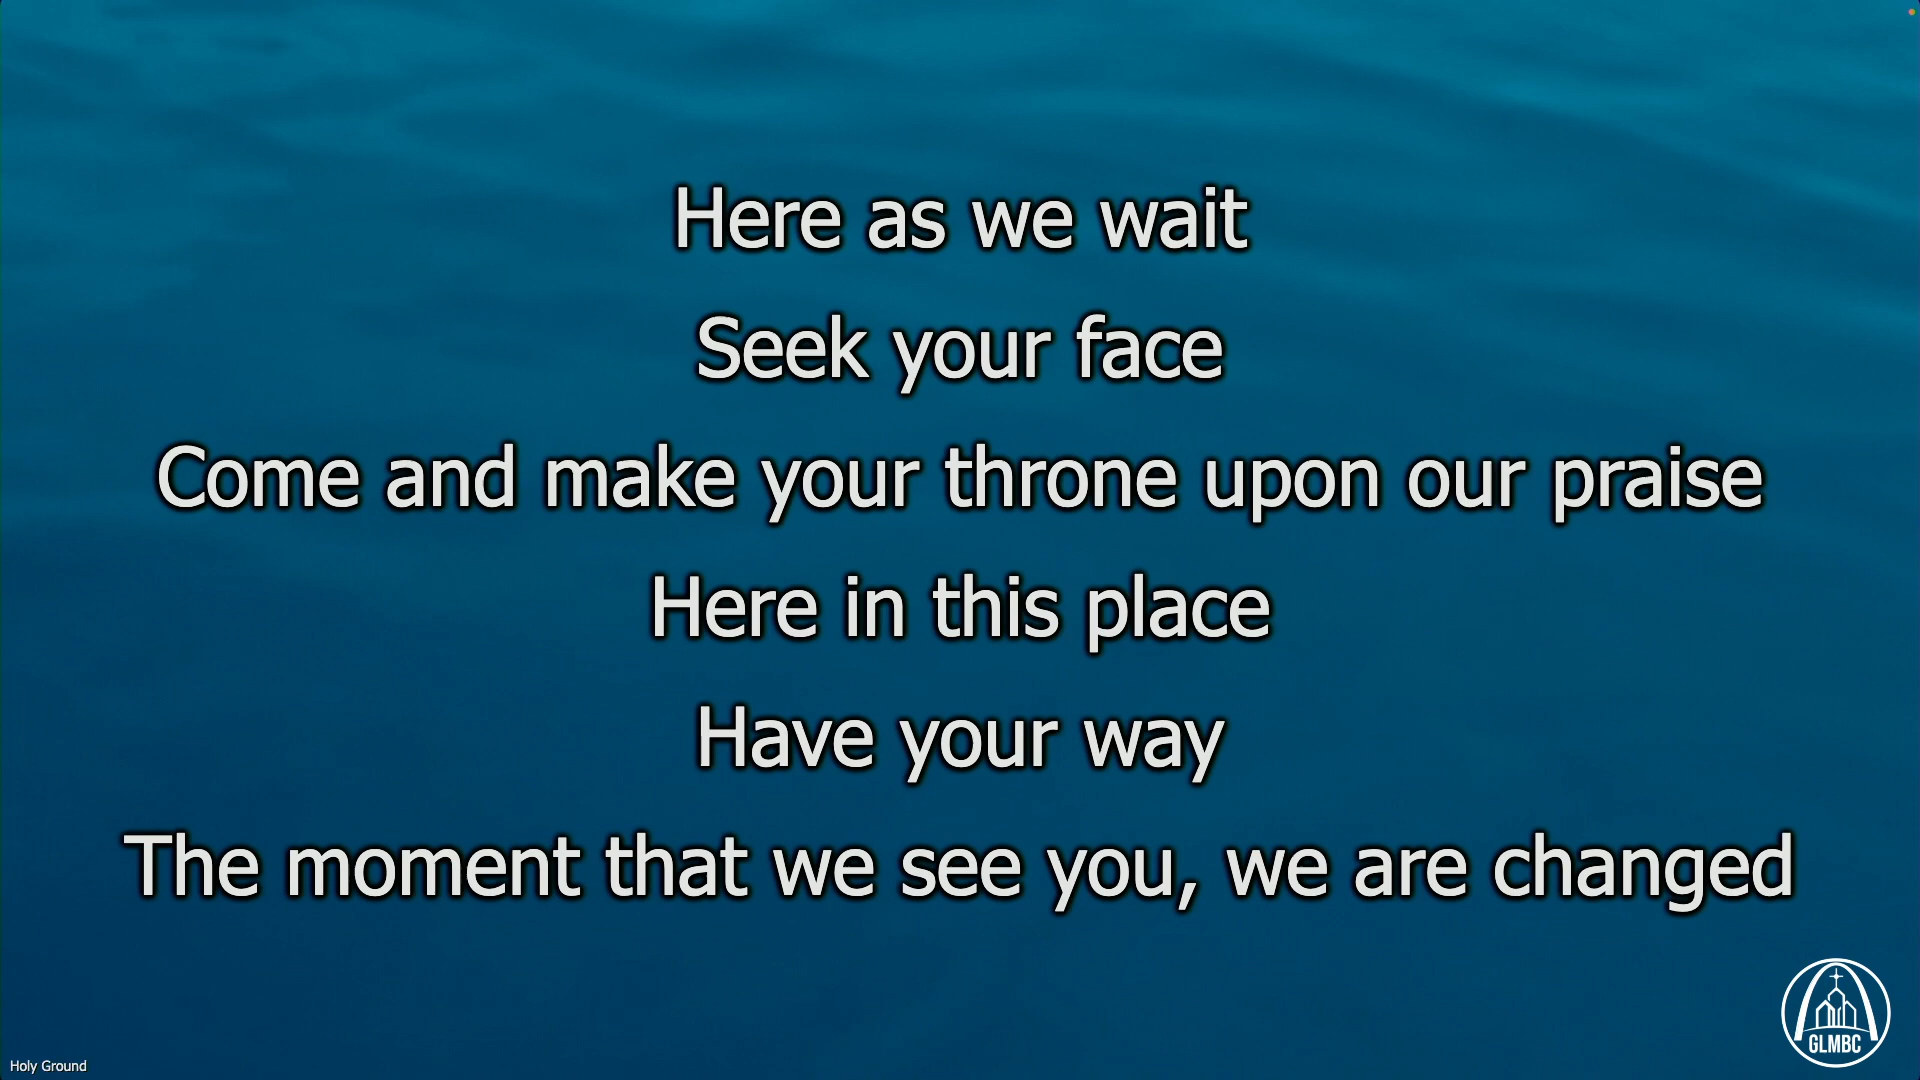 Here as we wait
Seek your face
Come and make your throne upon our praise
Here in this place
Have your way
The moment that we see you, we are changed
GLMBC
Holy Ground